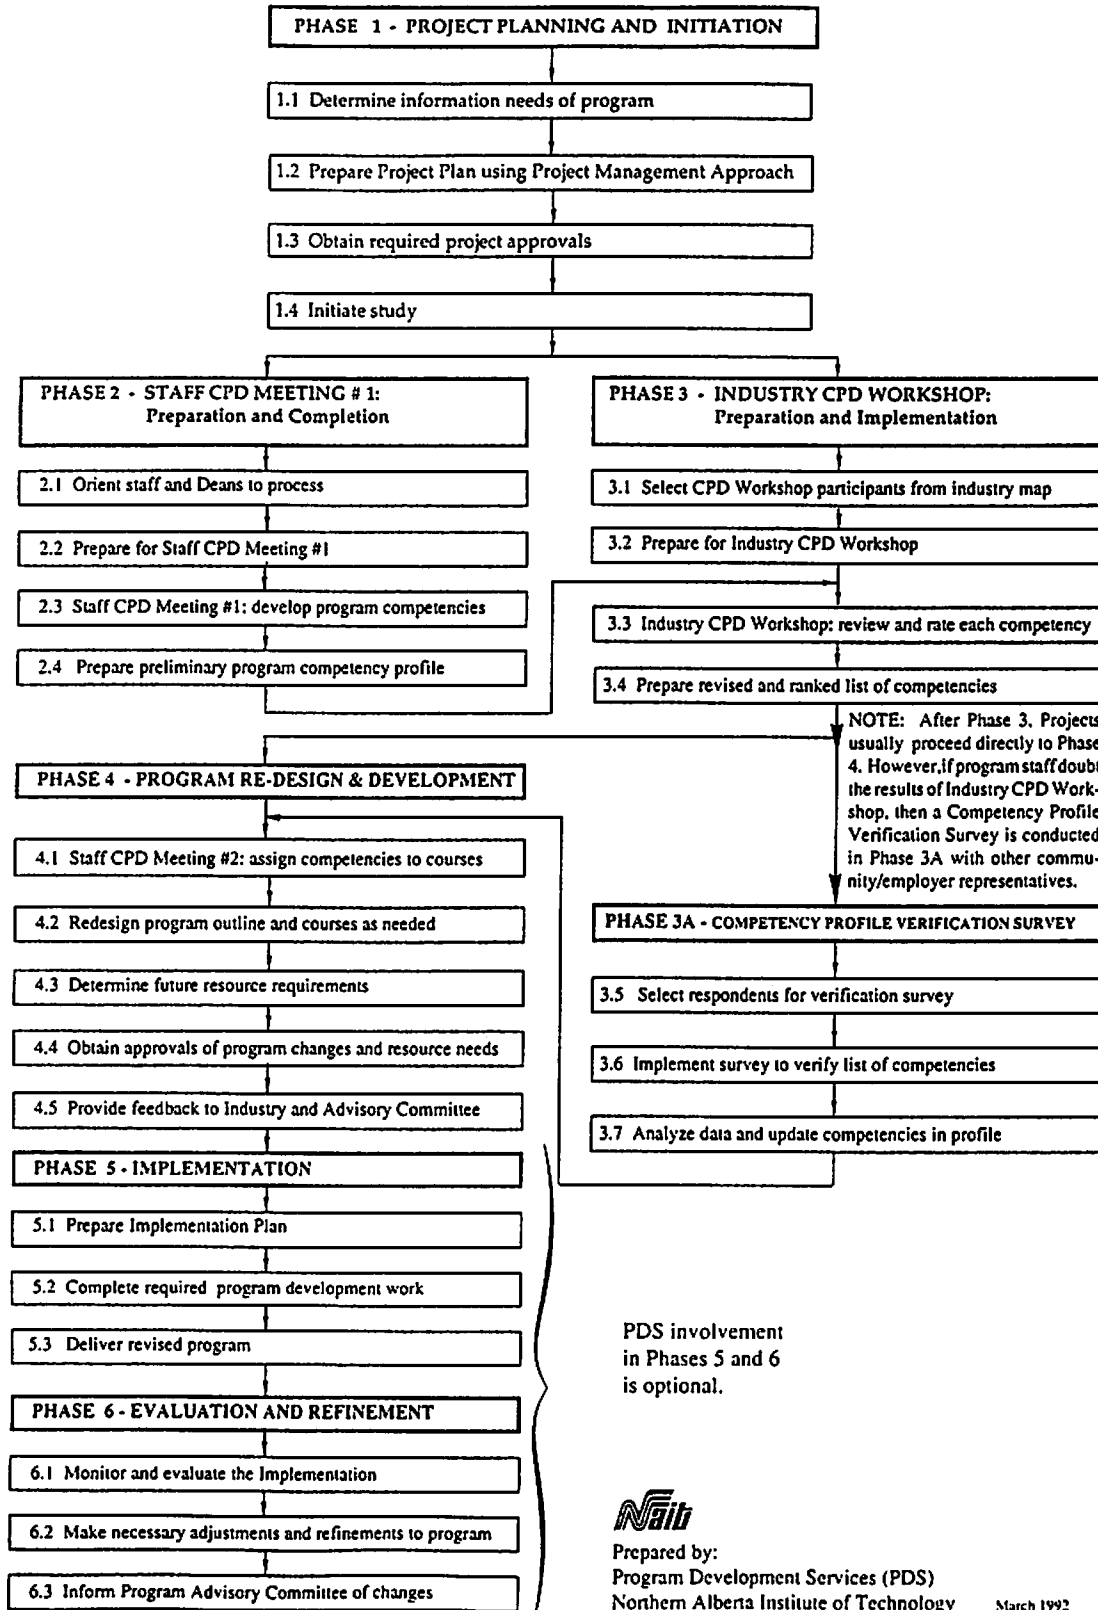 PHASE 1 - PROJECT PLANNING AND INITIATION
1.1 Determine information needs of program
1.2 Prepare Project Plan using Project Management Approach
1.3 Obtain required project approvals
1.4 Initiate study
PHASE 2 - STAFF CPD MEETING # 1:
Preparation and Completion
2.1 Orient staff and Deans to process
2.2 Prepare for Staff CPD Meeting #1
2.3 Staff CPD Meeting #1: develop program competencies
2.4 Prepare preliminary program competency profile
PHASE 3 - INDUSTRY CPD WORKSHOP:
Preparation and Implementation
3.1 Select CPD Workshop participants from industry map
3.2 Prepare for Industry CPD Workshop
3.3 Industry CPD Workshop: review and rate each competency
3.4 Prepare revised and ranked list of competencies
NOTE: After Phase 3, Projects
usually proceed directly to Phase
4. However, if program staff doubt
the results of Industry CPD Work-
shop, then a Competency Profile
Verification Survey is conducted
in Phase 3A with other commu-
nity/employer representatives.
PHASE 3A - COMPETENCY PROFILE VERIFICATION SURVEY
3.5 Select respondents for verification survey
3.6 Implement survey to verify list of competencies
3.7 Analyze data and update competencies in profile
PHASE 4 - PROGRAM RE-DESIGN & DEVELOPMENT
4.1 Staff CPD Meeting #2: assign competencies to courses
4.2 Redesign program outline and courses as needed
4.3 Determine future resource requirements
4.4 Obtain approvals of program changes and resource needs
4.5 Provide feedback to Industry and Advisory Committee
PHASE 5 - IMPLEMENTATION
5.1 Prepare Implementation Plan
5.2 Complete required program development work
5.3 Deliver revised program
PHASE 6 - EVALUATION AND REFINEMENT
6.1 Monitor and evaluate the Implementation
6.2 Make necessary adjustments and refinements to program
6.3 Inform Program Advisory Committee of changes
PDS involvement
in Phases 5 and 6
is optional.
Nait
Prepared by:
Program Development Services (PDS)
Northern Alberta Institute of Technology March 1992